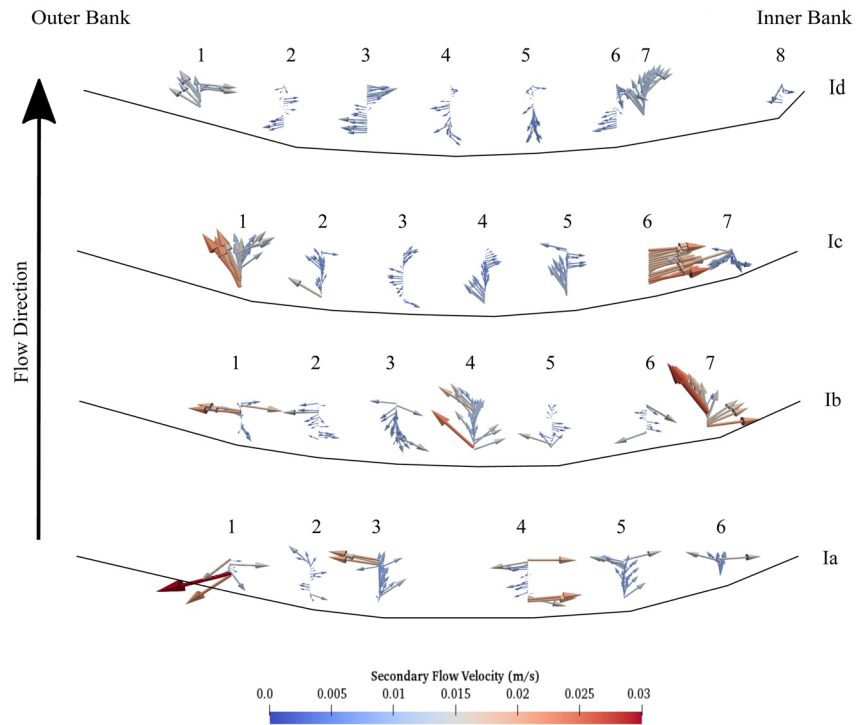 Outer Bank Inner Bank
1 2 3 4 5 6 7 8
Id
1 2 3 4 5 6 7
Ic
1 2 3 4 5 6 7
Ib
1 2 3 4 5 6
Ia
Flow Direction
Secondary Flow Velocity (m/s)
0.0 0.005 0.01 0.015 0.02 0.025 0.03